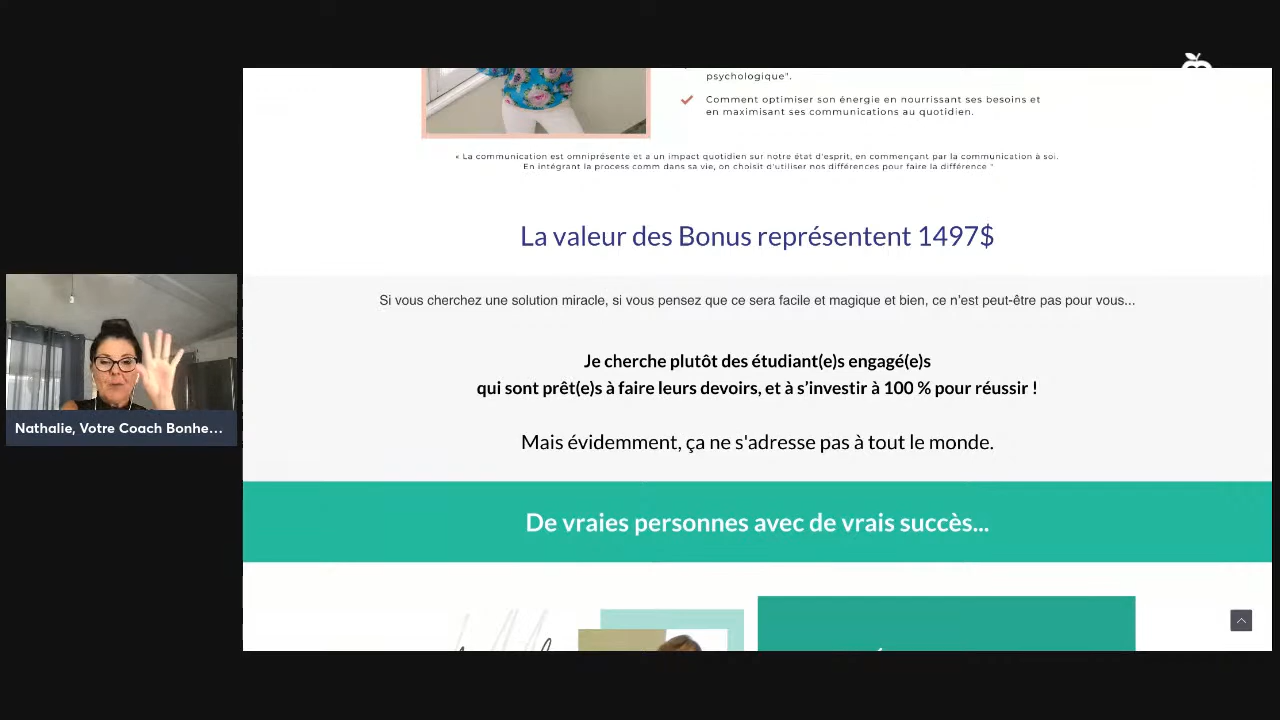 psychologique".
Comment optimiser son énergie en nourrissant ses besoins et
en maximisant ses communications au quotidien.
« La communication est omniprésente et a un impact quotidien sur notre état d'esprit, en commençant par la communication à soi.
En intégrant la process comm dans sa vie, on choisit d'utiliser nos différences pour faire la différence "
La valeur des Bonus représentent 1497$
Si vous cherchez une solution miracle, si vous pensez que ce sera facile et magique et bien, ce n'est peut-être pas pour vous...
Je cherche plutôt des étudiant(e)s engagé(e)s
qui sont prêt(e)s à faire leurs devoirs, et à s'investir à 100 % pour réussir !
Mais évidemment, ça ne s'adresse pas à tout le monde.
De vraies personnes avec de vrais succès...
Nathalie, Votre Coach Bonhe...